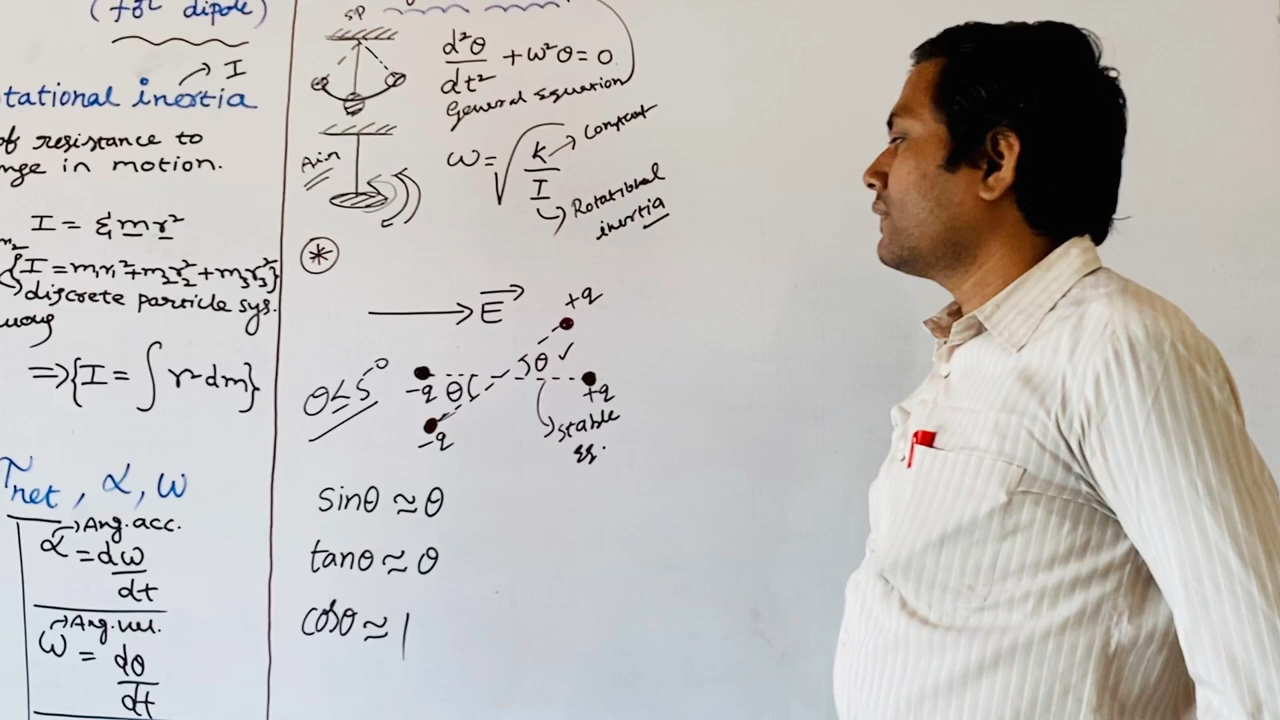 (for dipole)
I
tational inertia
of resistance to
nge in motion.
I = Σ m r²
{I = m₁r₁² + m₂r₂² + m₃r₃²}
discrete particle sys.
uous
⇒ {I = ∫ r² dm}
τnet, α, ω
Ang. acc.
α = dω/dt
Ang. vel.
ω = dθ/dt
SP
d²θ/dt² + ω²θ = 0
General Equation
Air
ω = √(K/I)
Constant
Rotational
inertia
*
E
+q
θ ✓
θ < 5°
-q θ
+q
-q
stable
eq.
sinθ ≈ θ
tanθ ≈ θ
cosθ ≈ 1